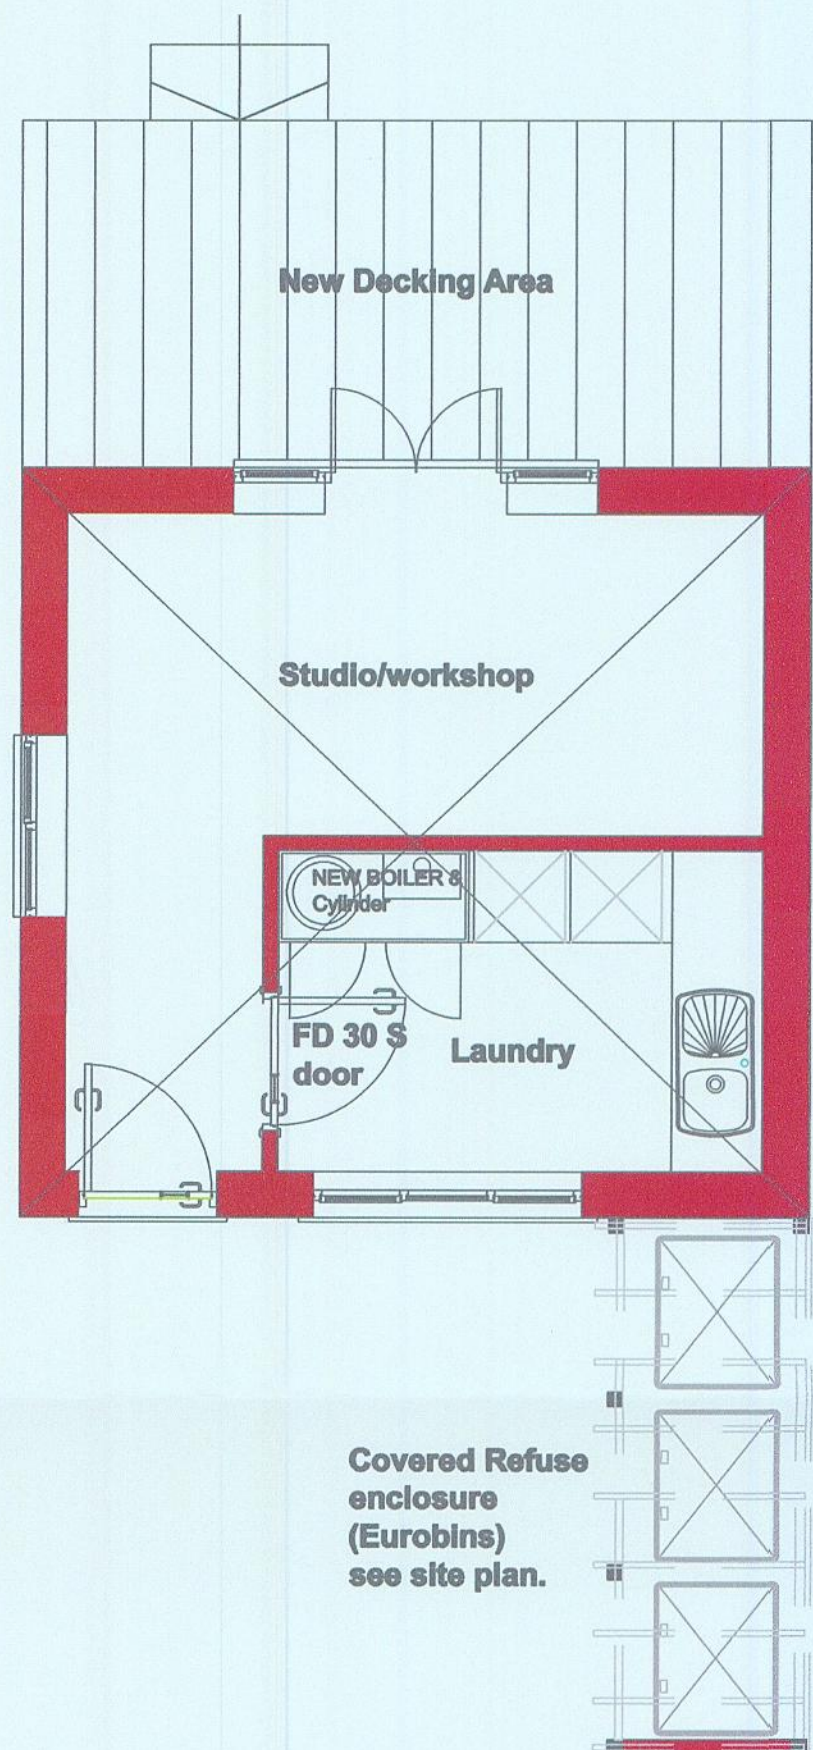 New Decking Area
Studio/workshop
NEW BOILER &
Cylinder
FD 30 S
door
Laundry
Covered Refuse
enclosure
(Eurobins)
see site plan.